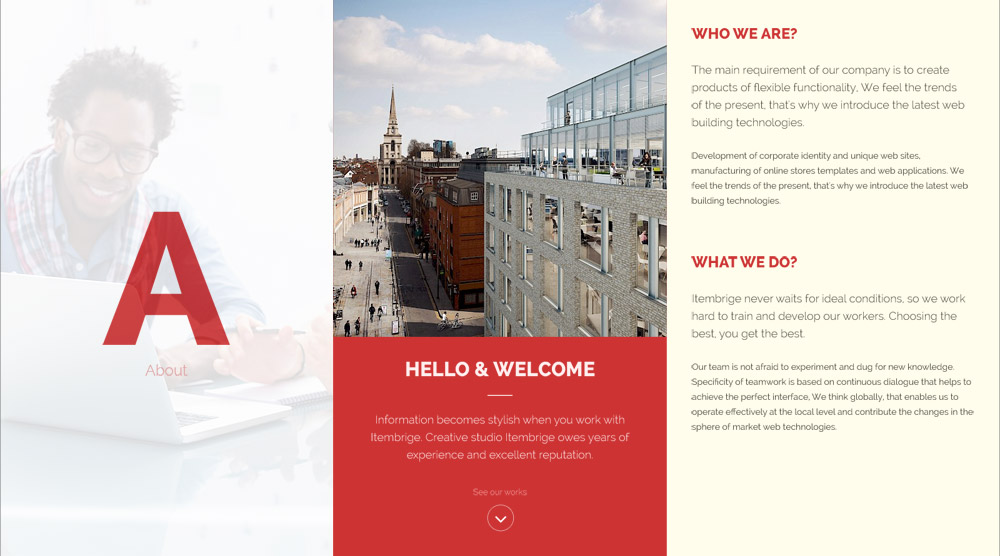 A
About
HELLO & WELCOME
Information becomes stylish when you work with
Itembrige. Creative studio Itembrige owes years of
experience and excellent reputation.
See our works
WHO WE ARE?
The main requirement of our company is to create
products of flexible functionality, We feel the trends
of the present, that's why we introduce the latest web
building technologies.
Development of corporate identity and unique web sites,
manufacturing of online stores templates and web applications. We
feel the trends of the present, that's why we introduce the latest web
building technologies.
WHAT WE DO?
Itembrige never waits for ideal conditions, so we work
hard to train and develop our workers. Choosing the
best, you get the best.
Our team is not afraid to experiment and dug for new knowledge.
Specificity of teamwork is based on continuous dialogue that helps to
achieve the perfect interface, We think globally, that enables us to
operate effectively at the local level and contribute the changes in the
sphere of market web technologies.